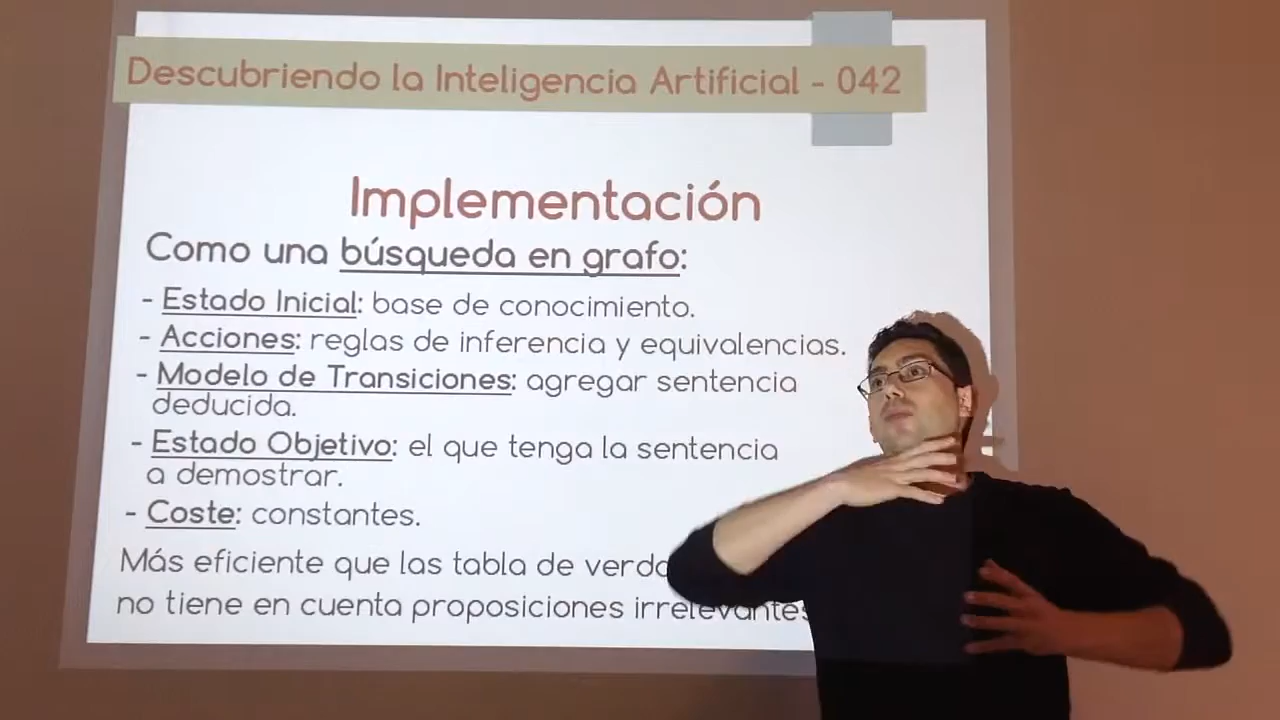 Descubriendo la Inteligencia Artificial - 042
Implementación
Como una búsqueda en grafo:
- Estado Inicial: base de conocimiento.
- Acciones: reglas de inferencia y equivalencias.
- Modelo de Transiciones: agregar sentencia
deducida.
- Estado Objetivo: el que tenga la sentencia
a demostrar.
- Coste: constantes.
Más eficiente que las tabla de
no tiene en cuenta proposiciones irrelevantes